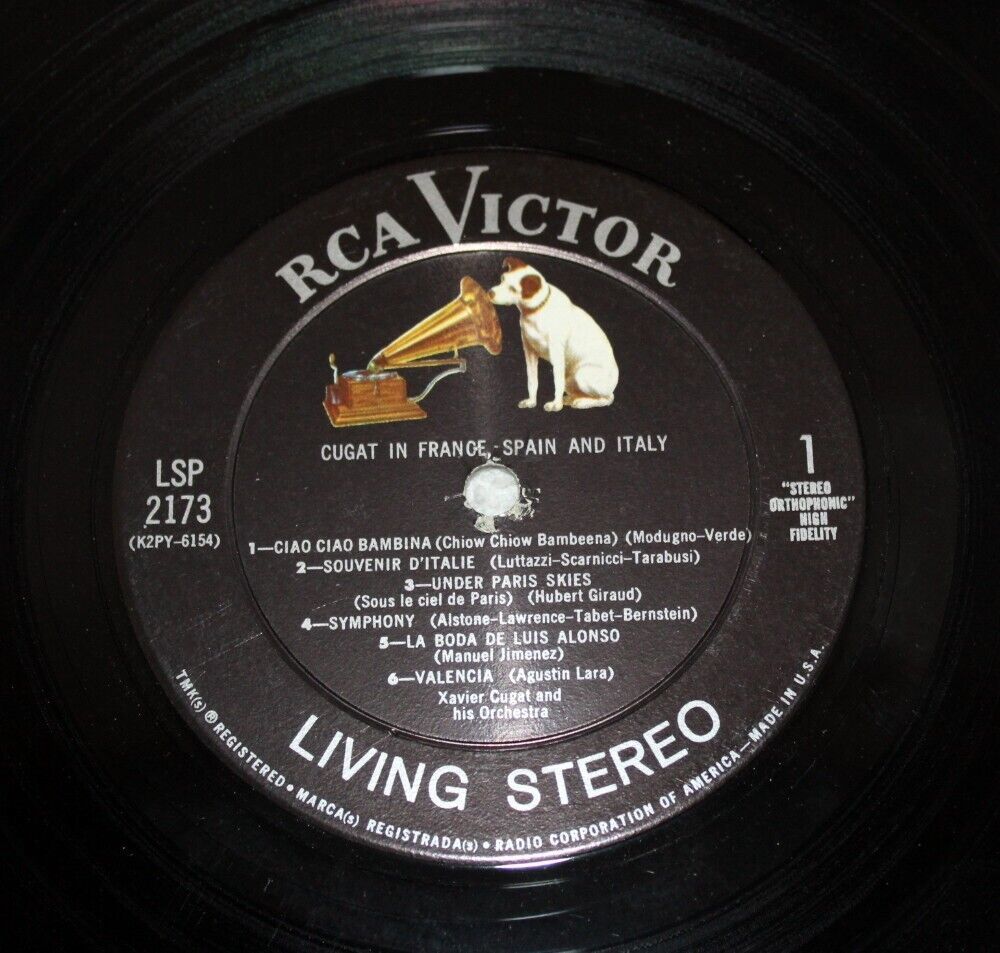 RCA VICTOR
CUGAT IN FRANCE, SPAIN AND ITALY
LSP
2173
(K2PY-6154)
1
"STEREO
ORTHOPHONIC"
HIGH
FIDELITY
1—CIAO CIAO BAMBINA (Chiow Chiow Bambeena) (Modugno-Verde)
2—SOUVENIR D'ITALIE (Luttazzi-Scarnicci-Tarabusi)
3—UNDER PARIS SKIES
(Sous le ciel de Paris) (Hubert Giraud)
4—SYMPHONY (Alstone-Lawrence-Tabet-Bernstein)
5—LA BODA DE LUIS ALONSO
(Manuel Jimenez)
6—VALENCIA (Agustin Lara)
Xavier Cugat and
his Orchestra
LIVING STEREO
TMK(s) ® REGISTERED • MARCA(s) REGISTRADA(s) • RADIO CORPORATION OF AMERICA—MADE IN U.S.A.